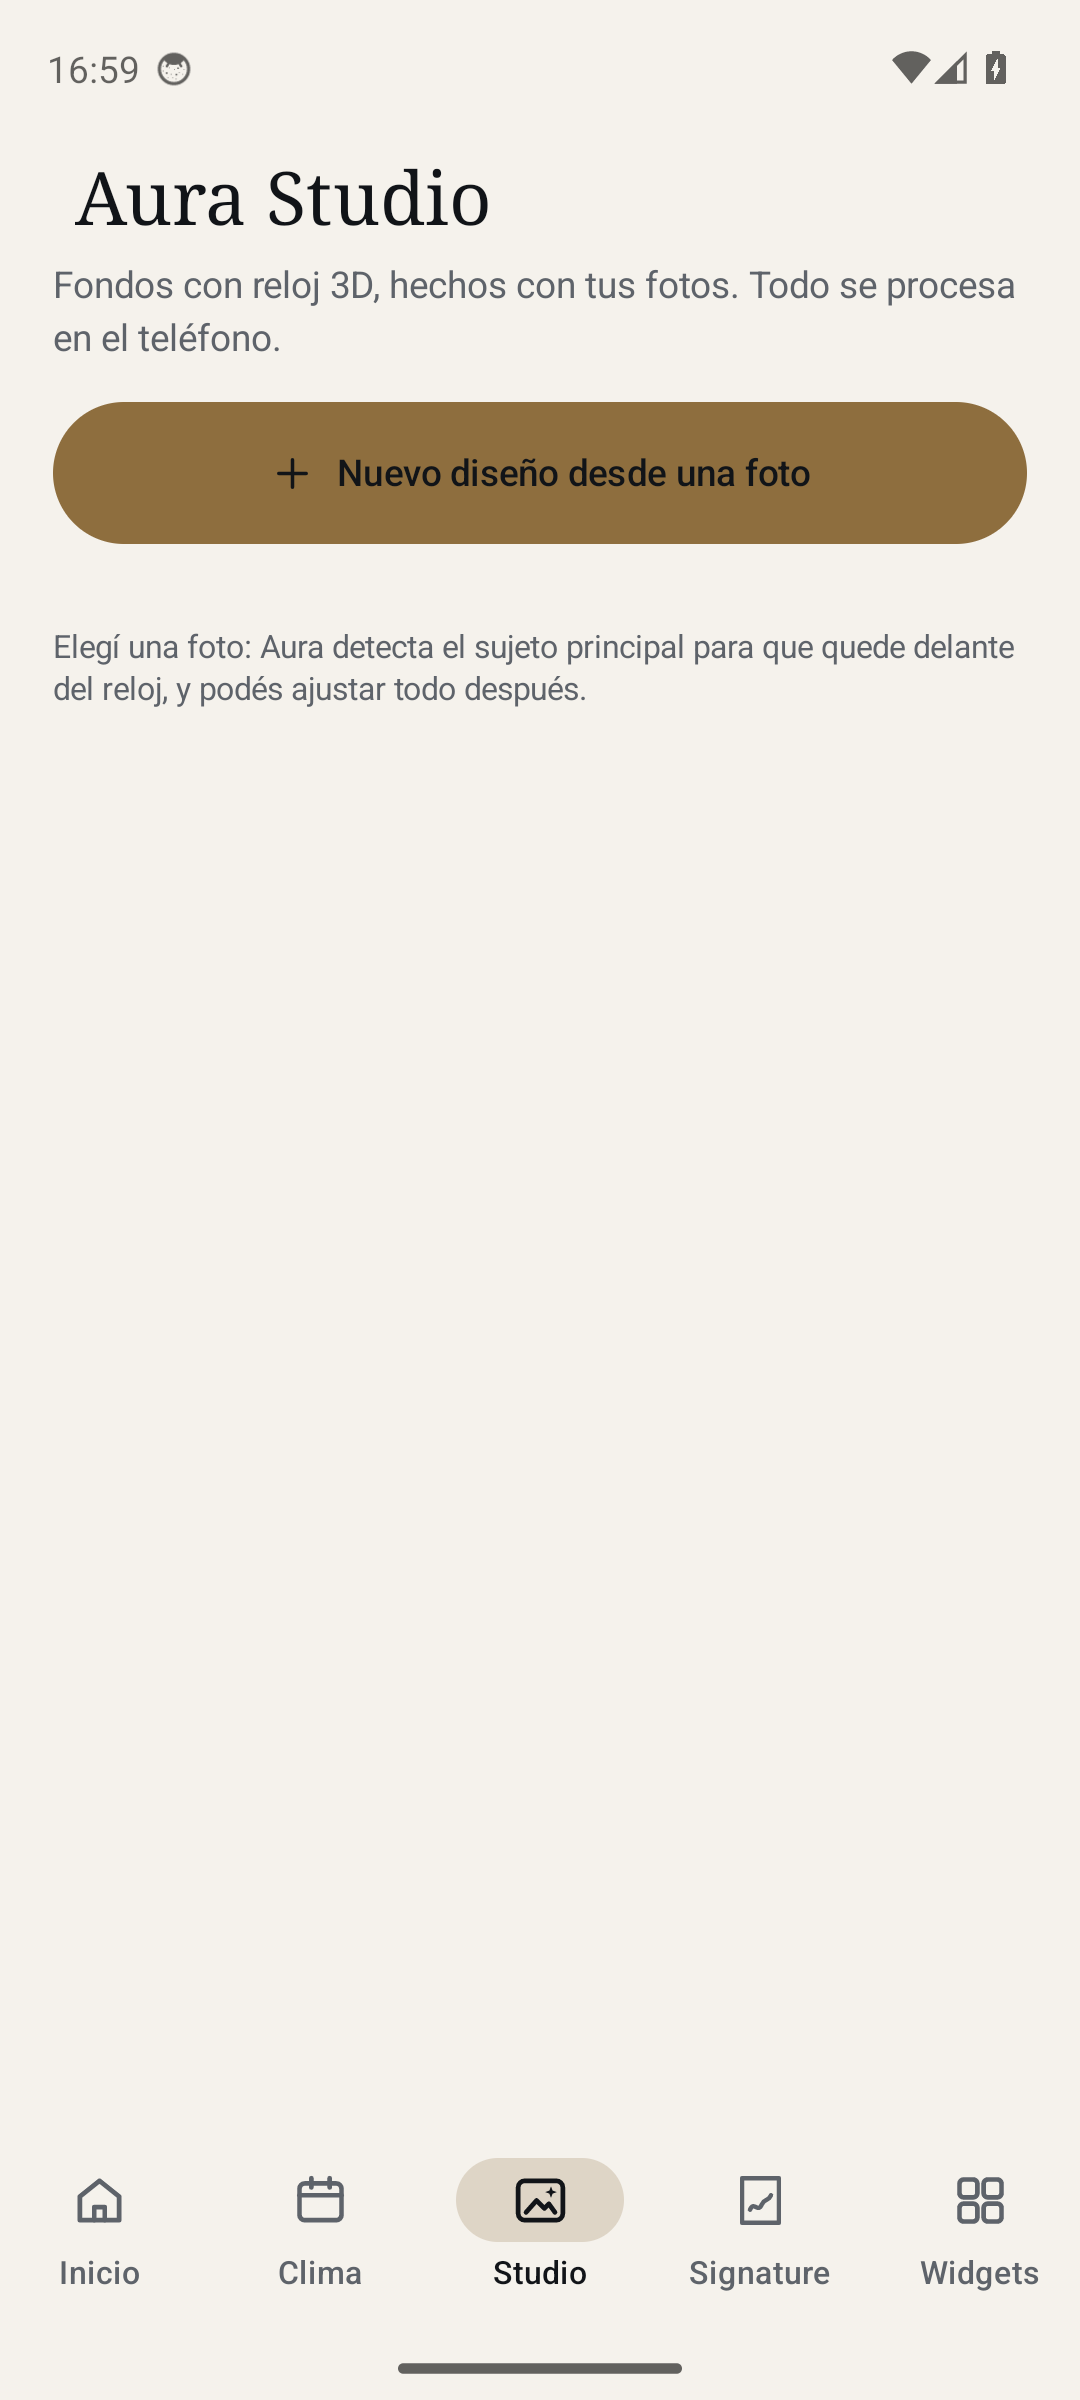 16:59
Aura Studio
Fondos con reloj 3D, hechos con tus fotos. Todo se procesa
en el teléfono.
Nuevo diseño desde una foto
Elegí una foto: Aura detecta el sujeto principal para que quede delante
del reloj, y podés ajustar todo después.
Inicio
Clima
Studio
Signature
Widgets